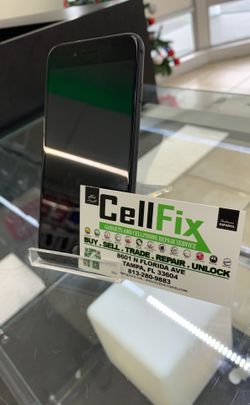 CellFix
GADGETS AND CELLPHONE REPAIR SERVICE
BUY . SELL . TRADE . REPAIR . UNLOCK
8601 N FLORIDA AVE
TAMPA, FL 33604
813-280-9883
ESPAÑOL